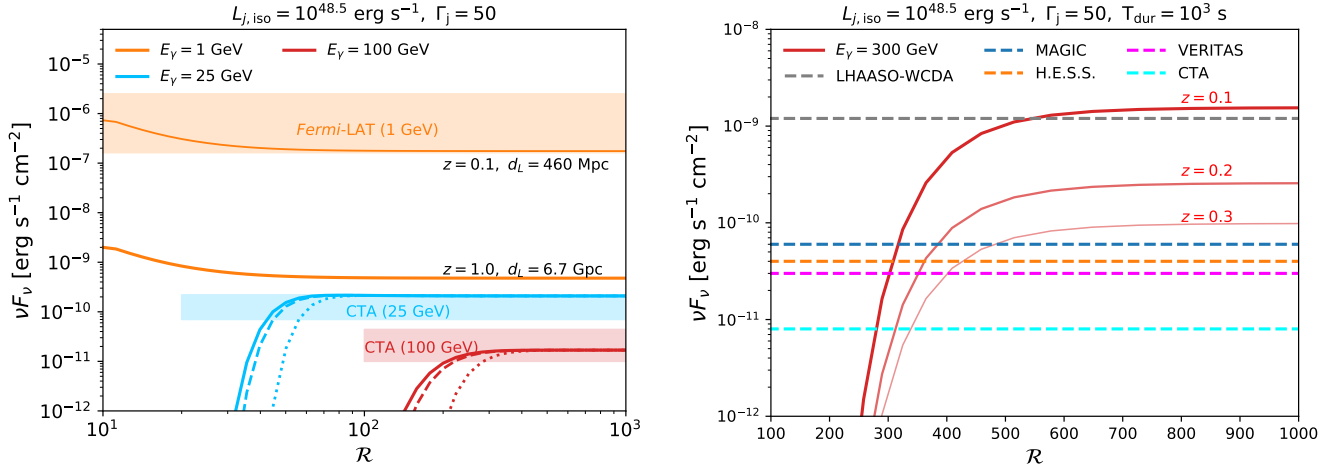 L_{j, iso} = 10^{48.5} erg s^{-1}, Γ_j = 50
E_γ = 1 GeV
E_γ = 100 GeV
E_γ = 25 GeV
Fermi-LAT (1 GeV)
z = 0.1, d_L = 460 Mpc
z = 1.0, d_L = 6.7 Gpc
CTA (25 GeV)
CTA (100 GeV)
νF_ν [erg s^{-1} cm^{-2}]
10^{-5}
10^{-6}
10^{-7}
10^{-8}
10^{-9}
10^{-10}
10^{-11}
10^{-12}
10^1
10^2
10^3
ℛ
L_{j, iso} = 10^{48.5} erg s^{-1}, Γ_j = 50, T_{dur} = 10^3 s
E_γ = 300 GeV
MAGIC
VERITAS
LHAASO-WCDA
H.E.S.S.
CTA
z = 0.1
z = 0.2
z = 0.3
νF_ν [erg s^{-1} cm^{-2}]
10^{-8}
10^{-9}
10^{-10}
10^{-11}
10^{-12}
100 200 300 400 500 600 700 800 900 1000
ℛ